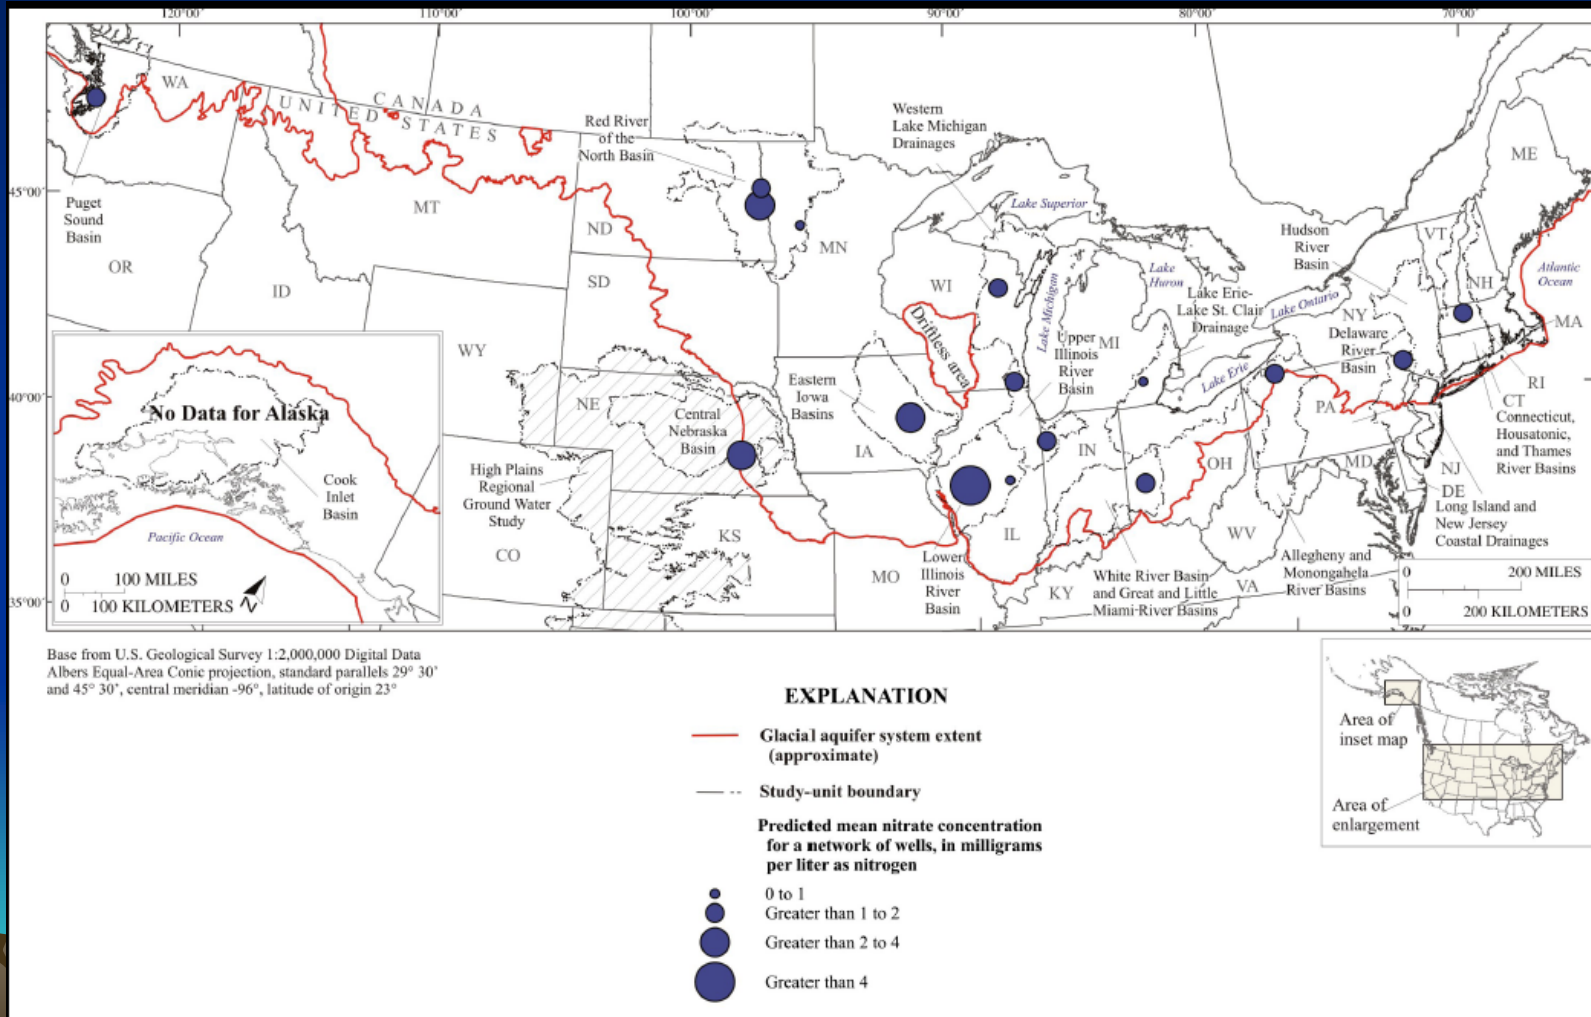 120°00'
110°00'
100°00'
90°00'
80°00'
70°00'
45°00'
40°00'
35°00'
WA
CANADA
UNITED STATES
Red River
of the
North Basin
Western
Lake Michigan
Drainages
ME
Puget
Sound
Basin
OR
MT
ID
ND
SD
MN
Lake Superior
WI
Lake Michigan
Lake
Huron
Hudson
River
Basin
VT
NH
Atlantic
Ocean
Lake Erie-
Lake St. Clair
Drainage
Lake Ontario
NY
Delaware
River
Basin
MA
WY
Driftless area
Upper
Illinois
River
Basin
MI
Lake Erie
RI
CT
Connecticut,
Housatonic,
and Thames
River Basins
Eastern
Iowa
Basins
NE
Central
Nebraska
Basin
IA
IN
OH
PA
MD
NJ
DE
Long Island and
New Jersey
Coastal Drainages
No Data for Alaska
Cook
Inlet
Basin
Pacific Ocean
0 100 MILES
0 100 KILOMETERS
N
High Plains
Regional
Ground Water
Study
CO
KS
MO
IL
Lower
Illinois
River
Basin
KY
WV
VA
White River Basin
and Great and Little
Miami-River Basins
Allegheny and
Monongahela
River Basins
0 200 MILES
0 200 KILOMETERS
Base from U.S. Geological Survey 1:2,000,000 Digital Data
Albers Equal-Area Conic projection, standard parallels 29° 30'
and 45° 30', central meridian -96°, latitude of origin 23°
EXPLANATION
Glacial aquifer system extent
(approximate)
Study-unit boundary
Predicted mean nitrate concentration
for a network of wells, in milligrams
per liter as nitrogen
0 to 1
Greater than 1 to 2
Greater than 2 to 4
Greater than 4
Area of
inset map
Area of
enlargement